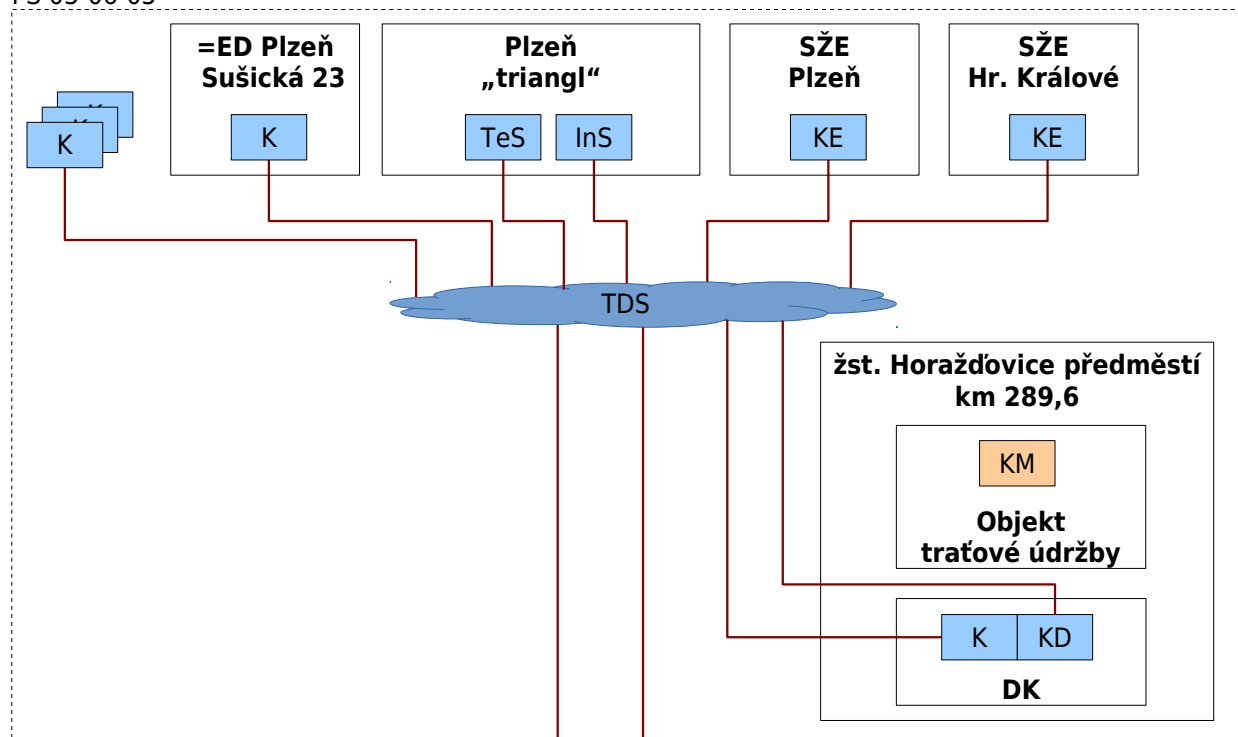 =ED Plzeň
Sušická 23
K
Plzeň
„triangl“
TeS
InS
SŽE
Plzeň
KE
SŽE
Hr. Králové
KE
K
K
K
TDS
žst. Horažďovice předměstí
km 289,6
KM
Objekt
traťové údržby
K
KD
DK